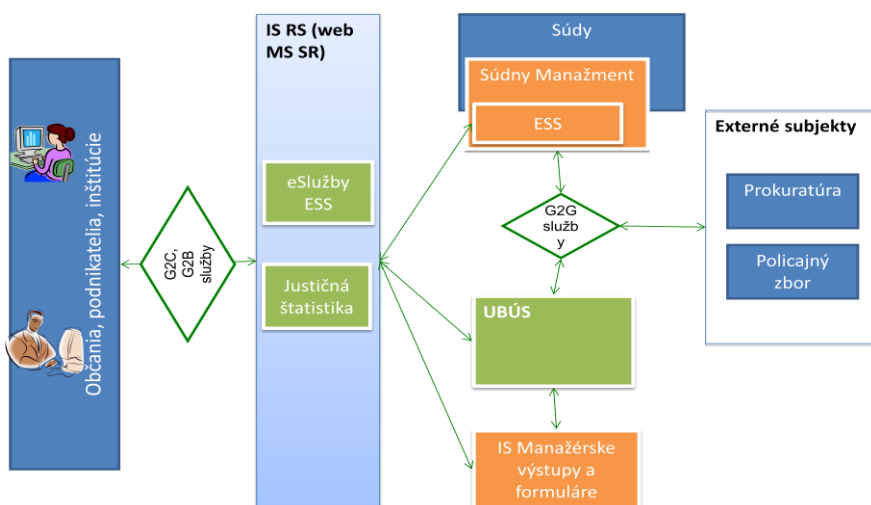 Občania, podnikatelia, inštitúcie
G2C,
G2B
služby
IS RS (web
MS SR)
eSlužby
ESS
Justičná
štatistika
Súdy
Súdny Manažment
ESS
G2G
služb
y
UBÚS
IS Manažérske
výstupy a
formuláre
Externé subjekty
Prokuratúra
Policajný
zbor